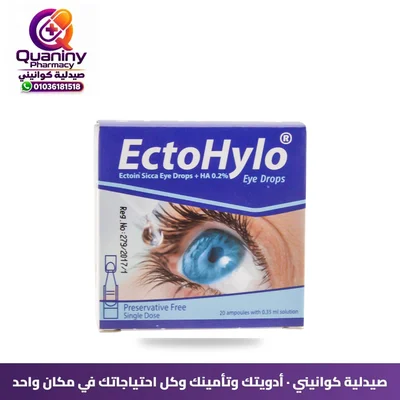 Quaniny
Pharmacy
صيدلية كوانيني
01036181518
EctoHylo®
Ectoin Sicca Eye Drops + HA 0.2%
Eye Drops
Reg.No:279/2017/1
Preservative Free
Single Dose
20 ampoules with 0.35 ml solution
صيدلية كوانيني · أدويتك وتأمينك وكل احتياجاتك في مكان واحد